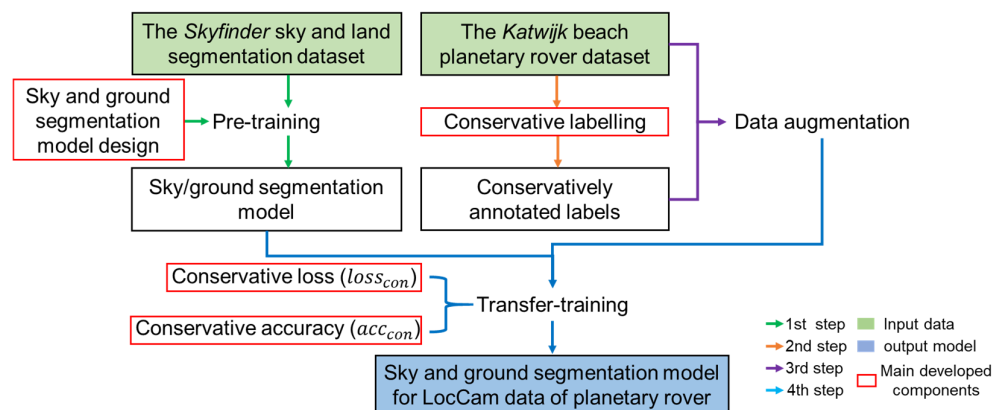 The Skyfinder sky and land
segmentation dataset
The Katwijk beach
planetary rover dataset
Sky and ground
segmentation
model design
Pre-training
Conservative labelling
Data augmentation
Sky/ground segmentation
model
Conservatively
annotated labels
Conservative loss (loss_con)
Transfer-training
Conservative accuracy (acc_con)
Sky and ground segmentation model
for LocCam data of planetary rover
1st step
2nd step
3rd step
4th step
Input data
output model
Main developed
components